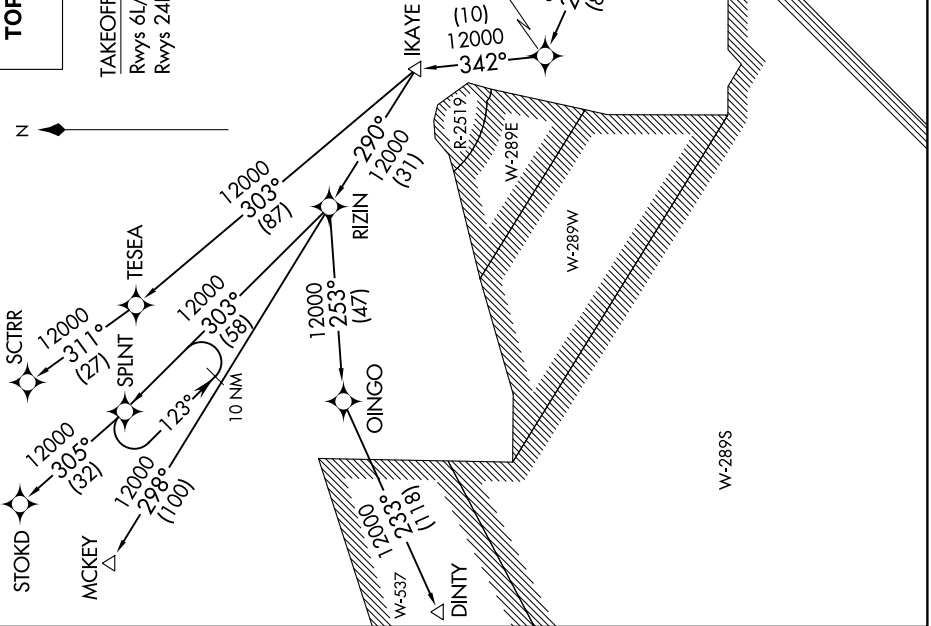 TOP
TAKEOFF
Rwys 6L/
Rwys 24
N
IKAYE
(10)
12000
342°
12000
303°
(87)
290°
12000
(31)
R-2519
W-289E
W-289W
RIZIN
TESEA
SCTRR
12000
311°
(27)
SPLNT
12000
303°
(58)
123°
10 NM
12000
253°
(47)
OINGO
12000
305°
(32)
STOKD
12000
298°
(100)
MCKEY
12000
233°
(118)
W-537
DINTY
W-289S